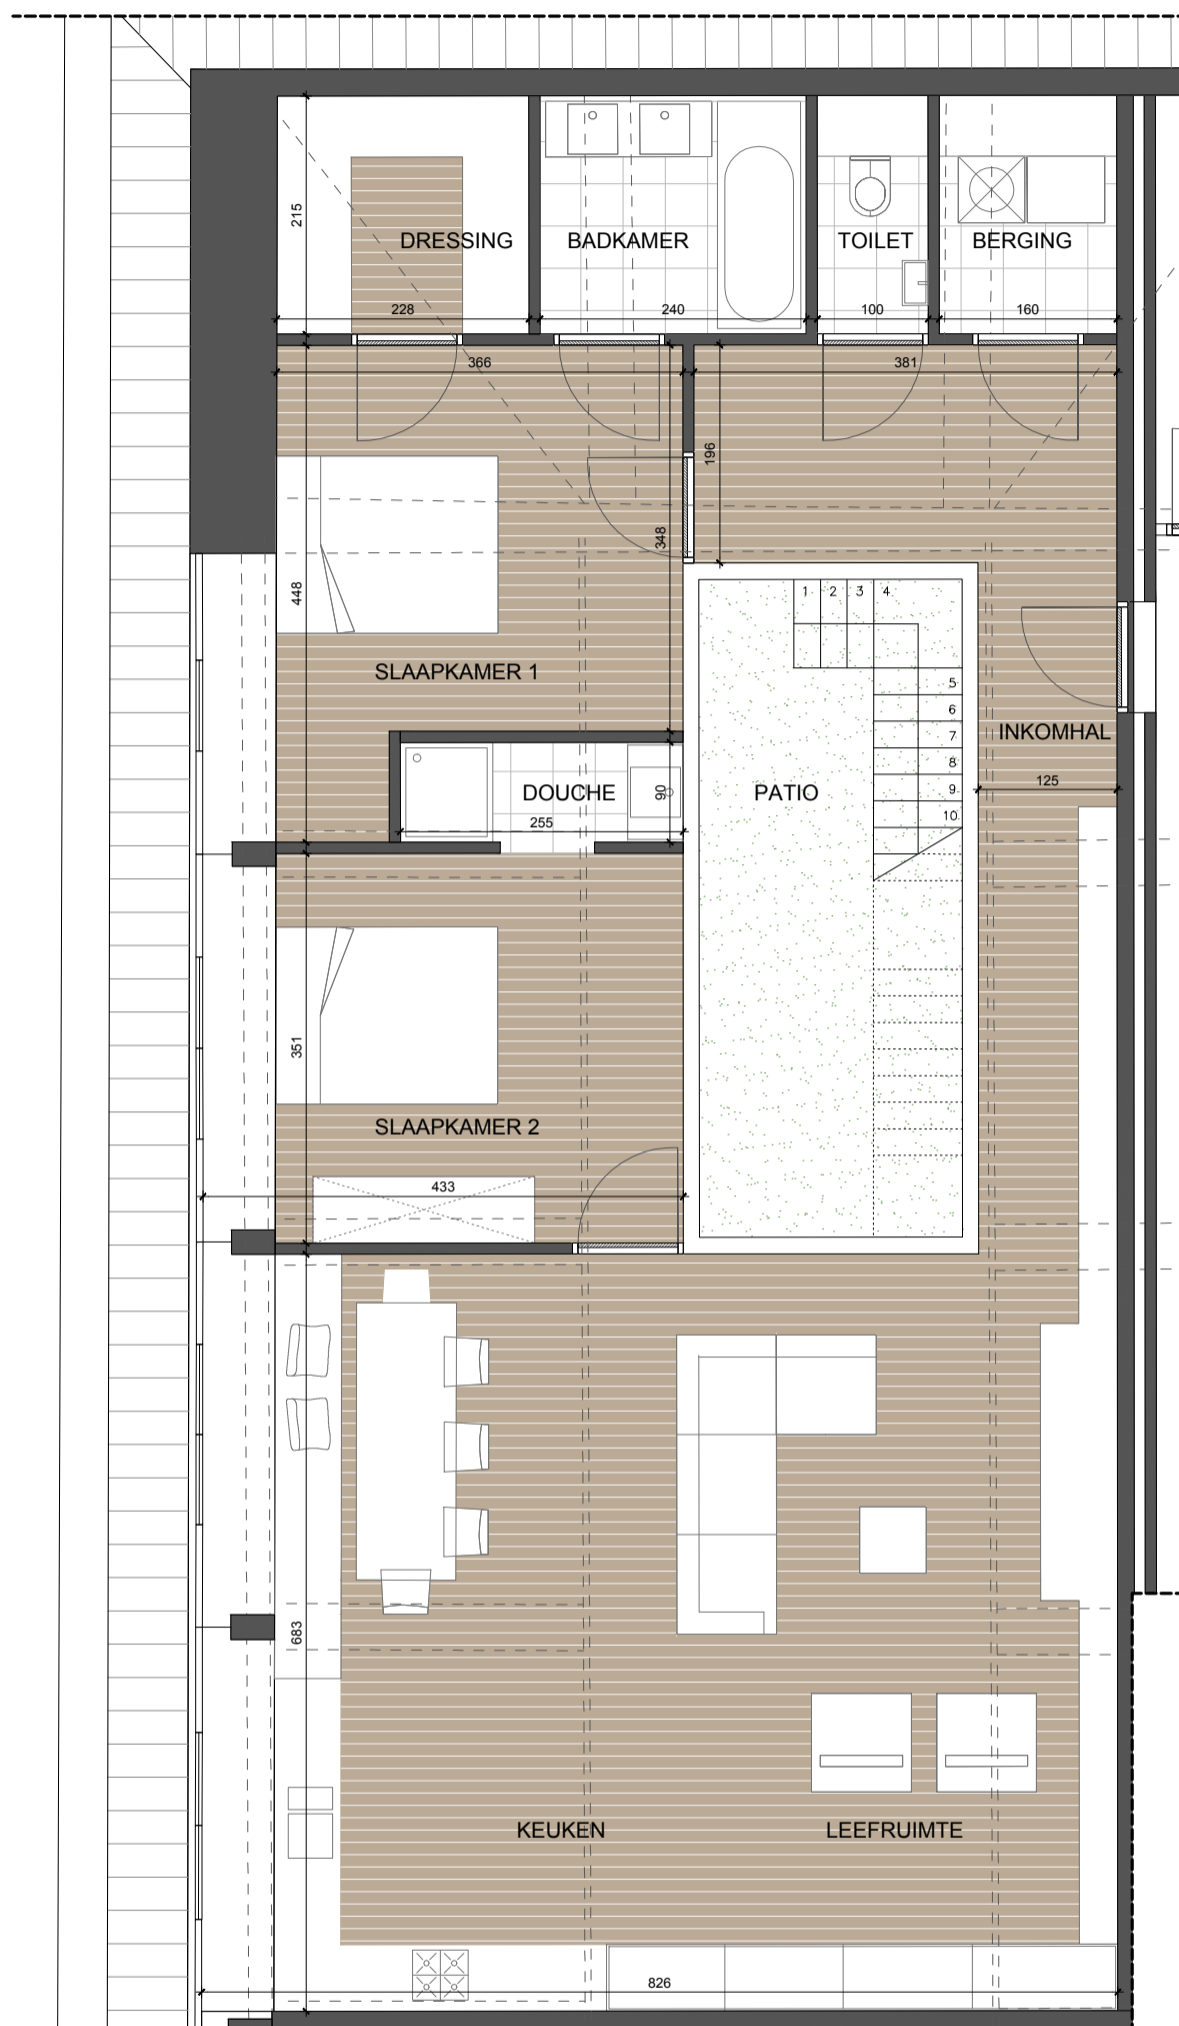 215
DRESSING
BADKAMER
TOILET
BERGING
228
240
100
160
366
381
196
348
448
1 2 3 4
SLAAPKAMER 1
5
6
7
8
9
10
INKOMHAL
125
DOUCHE
90
255
PATIO
351
SLAAPKAMER 2
433
683
KEUKEN
LEEFRUIMTE
826